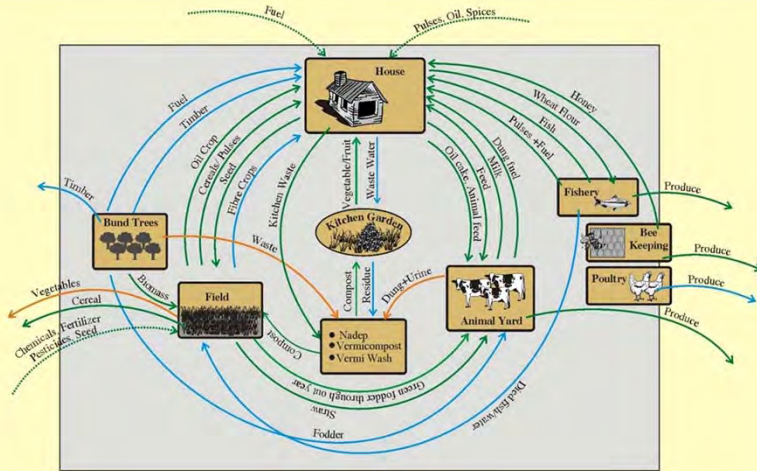 Fuel
Pulses, Oil, Spices
House
Fuel
Timber
Oil Crop
Cereals/Pulses
Seed
Fibre Crops
Kitchen Waste
Vegetable/Fruit
Waste Water
Oil cake, Animal feed
Feed
Milk
Dung fuel
Pulses +Fuel
Fish
Wheat Flour
Honey
Timber
Bund Trees
Kitchen Garden
Fishery
Produce
Bee
Keeping
Produce
Poultry
Produce
Waste
Biomass
Compost
Residue
Dung+Urine
Vegetables
Cereal
Chemicals, Fertilizer
Pesticides, Seed
Field
Compost
Nadep
Vermicompost
Vermi Wash
Animal Yard
Produce
Green fodder through out year
Straw
Fodder
Died fish/water